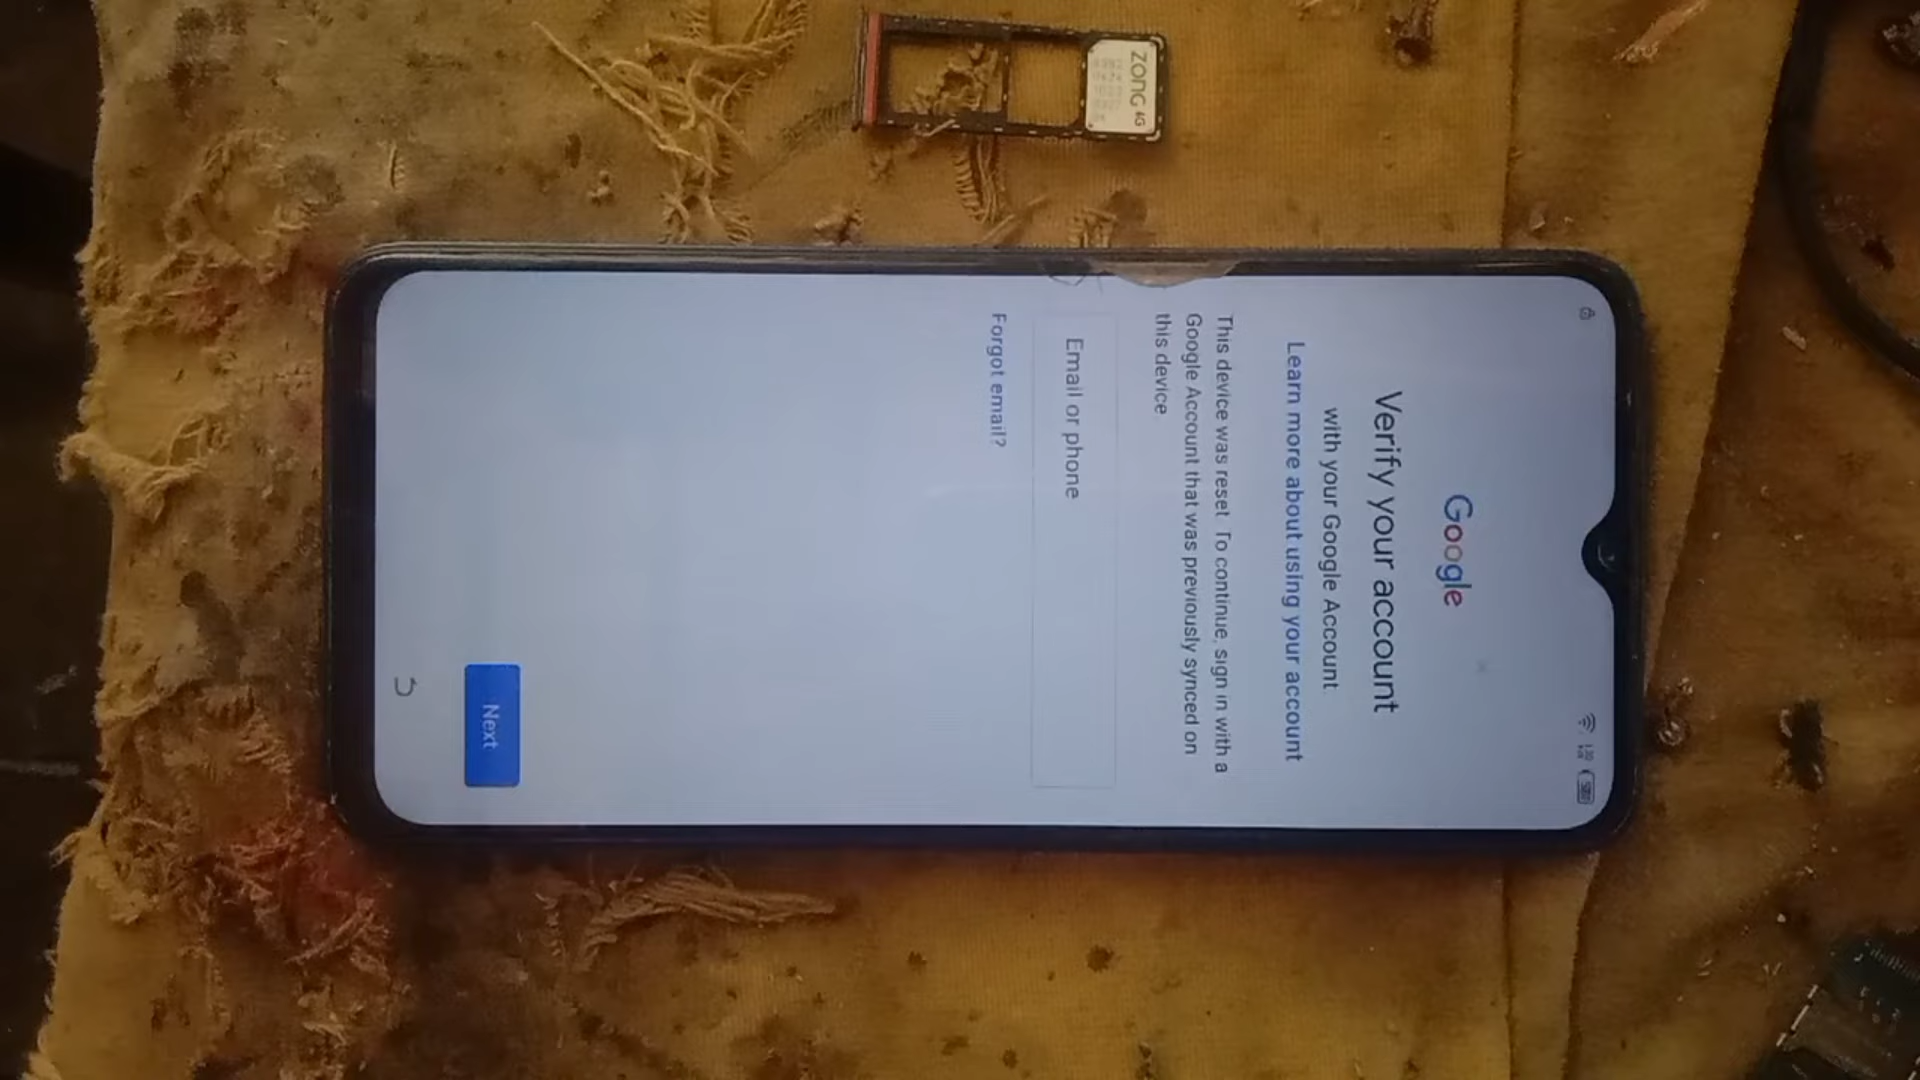 ZONG 4G
Google
Verify your account
with your Google Account.
Learn more about using your account
This device was reset. To continue, sign in with a
Google Account that was previously synced on
this device.
Email or phone
Forgot email?
Next